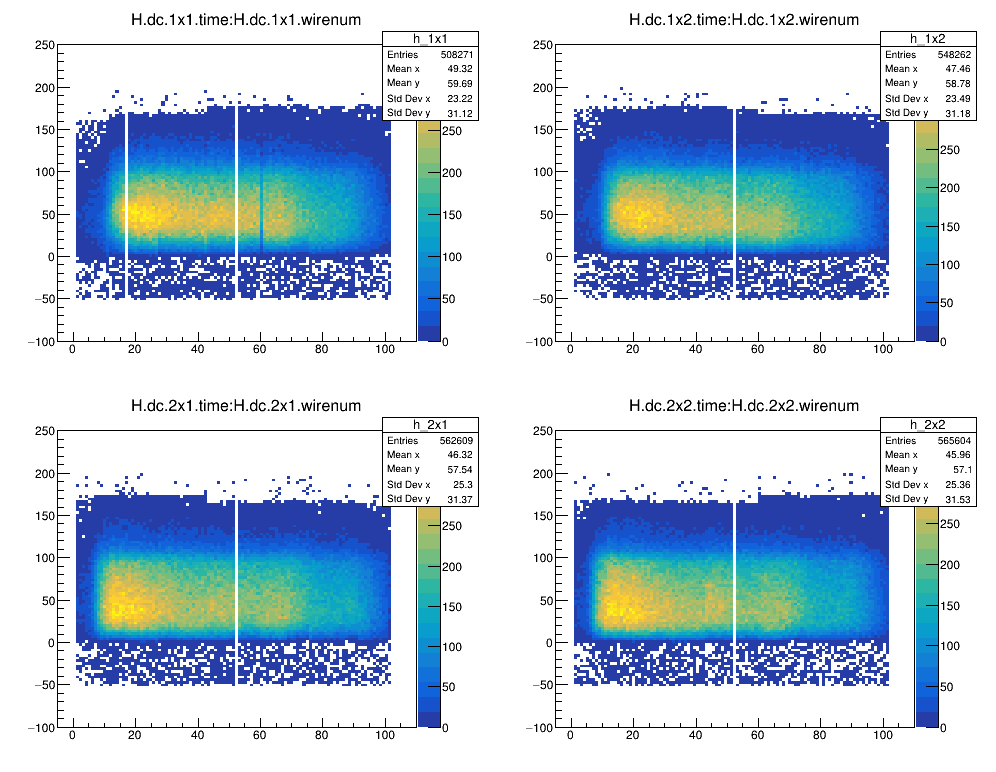 H.dc.1x1.time:H.dc.1x1.wirenum
h_1x1
Entries 508271
Mean x 49.32
Mean y 59.69
Std Dev x 23.22
Std Dev y 31.12
250
200
150
100
50
0
−50
−100
0 20 40 60 80 100
250
200
150
100
50
0
H.dc.1x2.time:H.dc.1x2.wirenum
h_1x2
Entries 548262
Mean x 47.46
Mean y 58.78
Std Dev x 23.49
Std Dev y 31.18
250
200
150
100
50
0
−50
−100
0 20 40 60 80 100
250
200
150
100
50
0
H.dc.2x1.time:H.dc.2x1.wirenum
h_2x1
Entries 562609
Mean x 46.32
Mean y 57.54
Std Dev x 25.3
Std Dev y 31.37
250
200
150
100
50
0
−50
−100
0 20 40 60 80 100
250
200
150
100
50
0
H.dc.2x2.time:H.dc.2x2.wirenum
h_2x2
Entries 565604
Mean x 45.96
Mean y 57.1
Std Dev x 25.36
Std Dev y 31.53
250
200
150
100
50
0
−50
−100
0 20 40 60 80 100
250
200
150
100
50
0